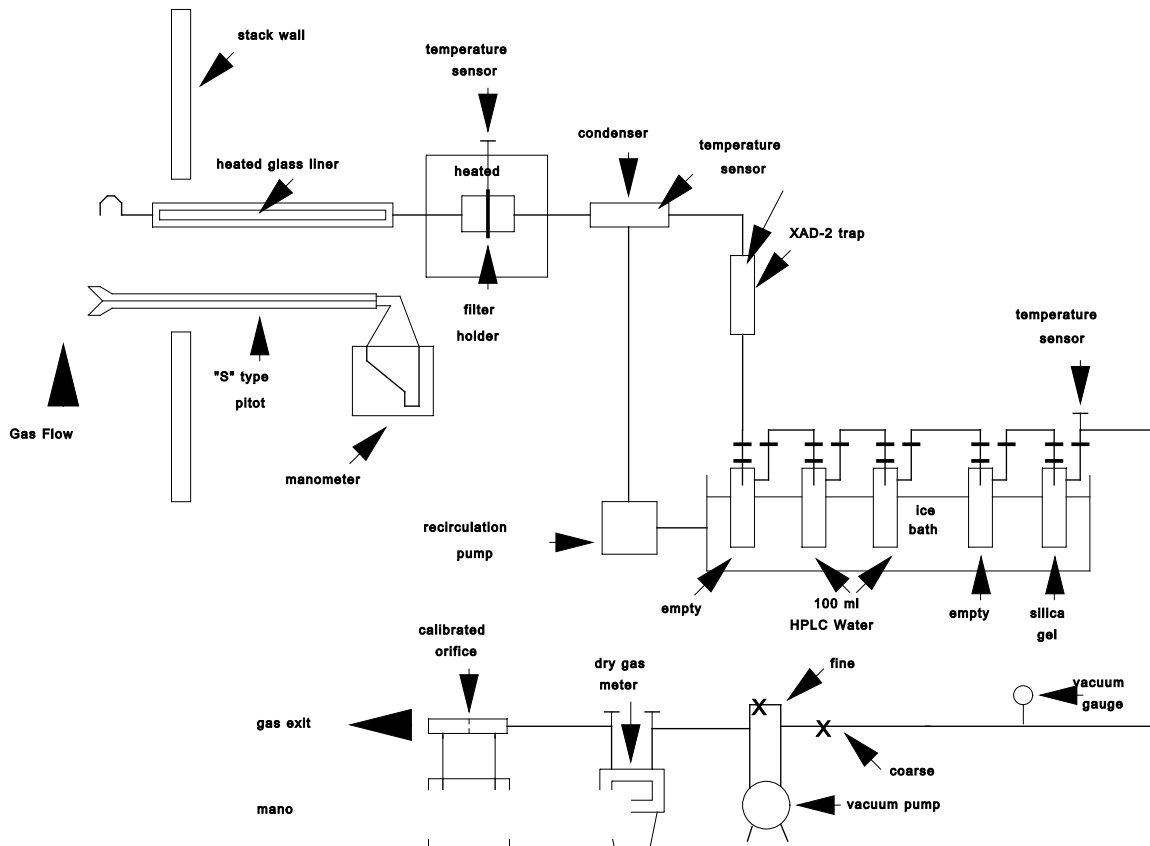 stack wall
temperature
sensor
condenser
temperature
sensor
heated glass liner
heated
XAD-2 trap
filter
holder
temperature
sensor
"S" type
pitot
Gas Flow
manometer
ice
bath
recirculation
pump
empty
100 ml
HPLC Water
empty
silica
gel
calibrated
orifice
dry gas
meter
fine
vacuum
gauge
gas exit
X
X
coarse
mano
vacuum pump